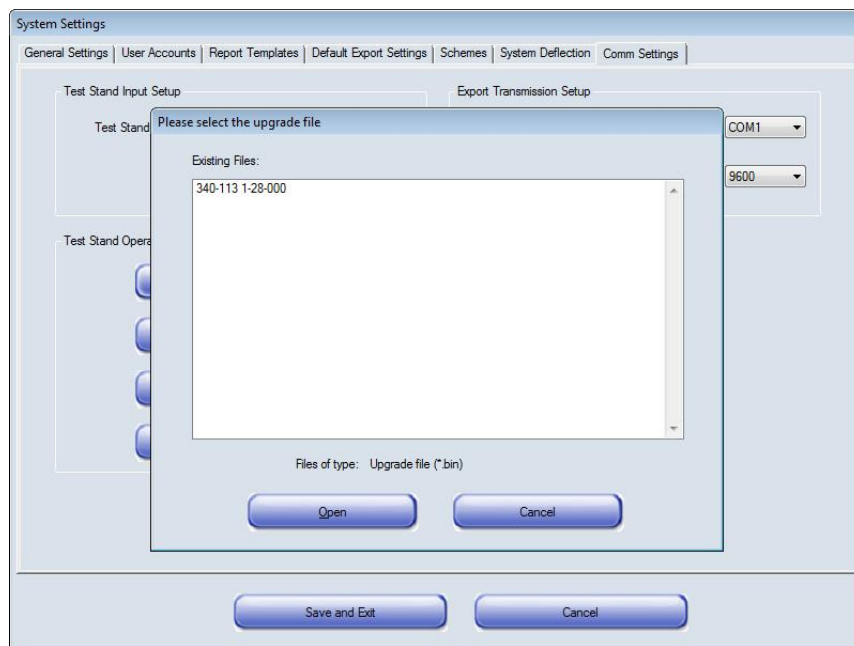 System Settings
General Settings
User Accounts
Report Templates
Default Export Settings
Schemes
System Deflection
Comm Settings
Test Stand Input Setup
Export Transmission Setup
Test Stand
COM1
9600
Test Stand Opera
Please select the upgrade file
Existing Files:
340-113 1-28-000
Files of type: Upgrade file (*.bin)
Open
Cancel
Save and Exit
Cancel